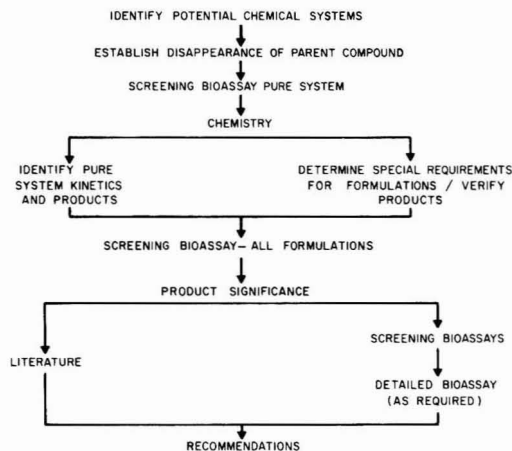 IDENTIFY POTENTIAL CHEMICAL SYSTEMS
ESTABLISH DISAPPEARANCE OF PARENT COMPOUND
SCREENING BIOASSAY PURE SYSTEM
CHEMISTRY
IDENTIFY PURE
SYSTEM KINETICS
AND PRODUCTS
DETERMINE SPECIAL REQUIREMENTS
FOR FORMULATIONS / VERIFY
PRODUCTS
SCREENING BIOASSAY—ALL FORMULATIONS
PRODUCT SIGNIFICANCE
LITERATURE
SCREENING BIOASSAYS
DETAILED BIOASSAY
(AS REQUIRED)
RECOMMENDATIONS